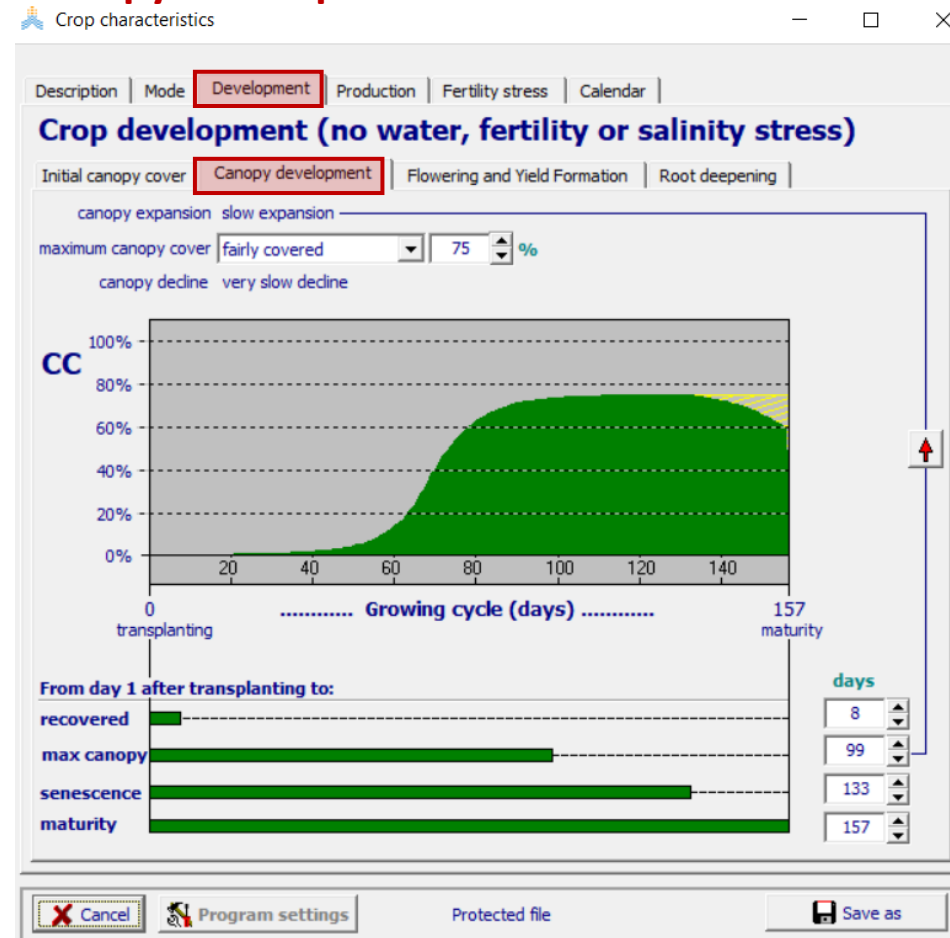 Crop characteristics
Description Mode Development Production Fertility stress Calendar
Crop development (no water, fertility or salinity stress)
Initial canopy cover Canopy development Flowering and Yield Formation Root deepening
canopy expansion slow expansion
maximum canopy cover fairly covered 75 %
canopy decline very slow decline
CC
100%
80%
60%
40%
20%
0%
20 40 60 80 100 120 140
0 ............ Growing cycle (days) ............ 157
transplanting maturity
From day 1 after transplanting to: days
recovered 8
max canopy 99
senescence 133
maturity 157
Cancel Program settings Protected file Save as